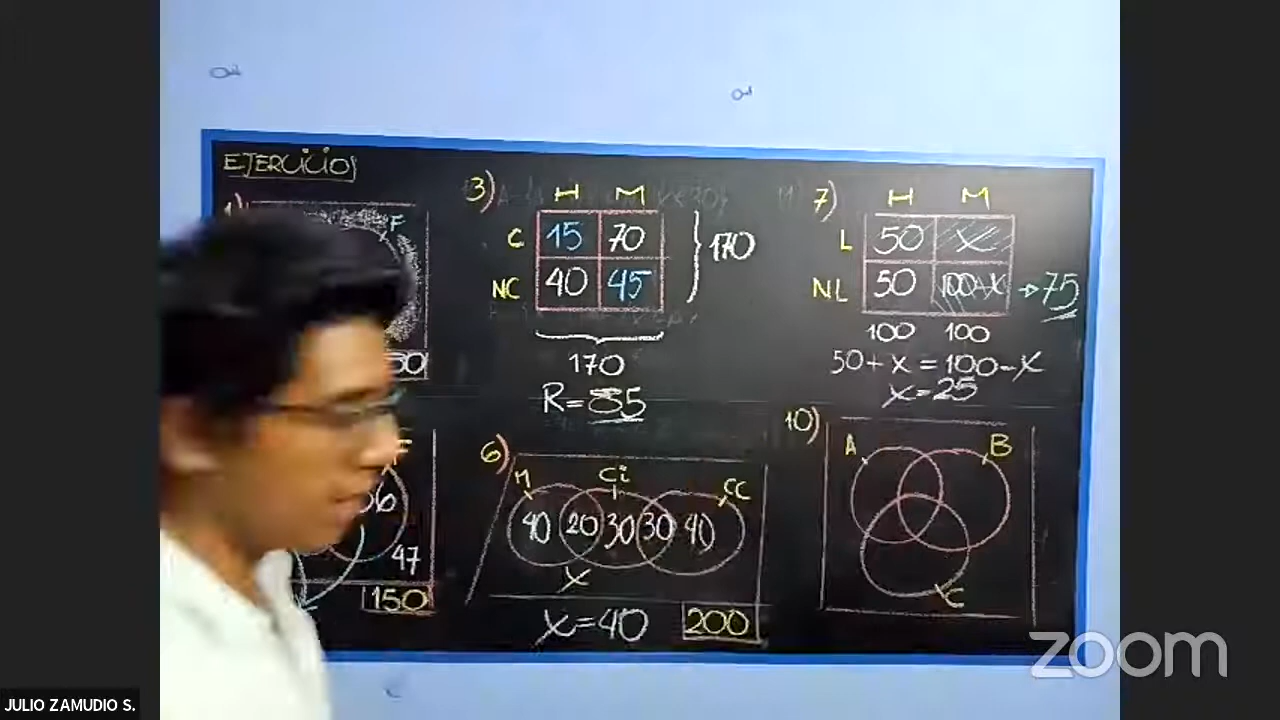 EJERCICIOS
1)
F
30
F
36
47
150
3) H M
C 15 70
NC 40 45
170
170
R=85
6)
M Ci CC
40 20 30 30 40
X
X=40 200
7) H M
L 50 X
NL 50 100-X → 75
100 100
50+X=100-X
X=25
10)
A B
C
zoom
JULIO ZAMUDIO S.